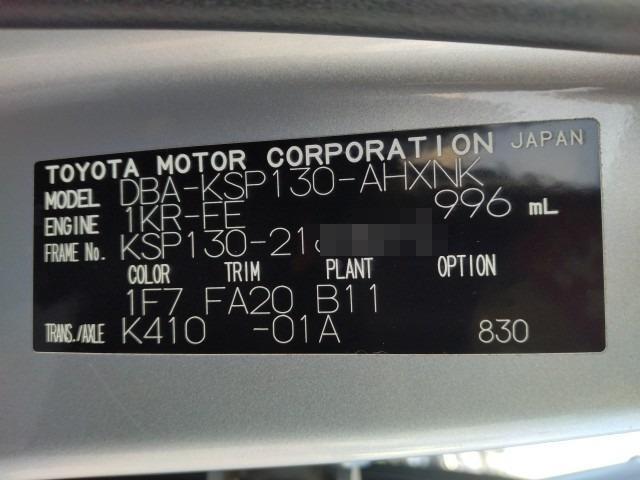 TOYOTA MOTOR CORPORATION JAPAN
MODEL DBA-KSP130-AHXNK
ENGINE 1KR-FE 996 mL
FRAME No. KSP130-21
COLOR TRIM PLANT OPTION
1F7 FA20 B11
TRANS./AXLE K410 -01A 830